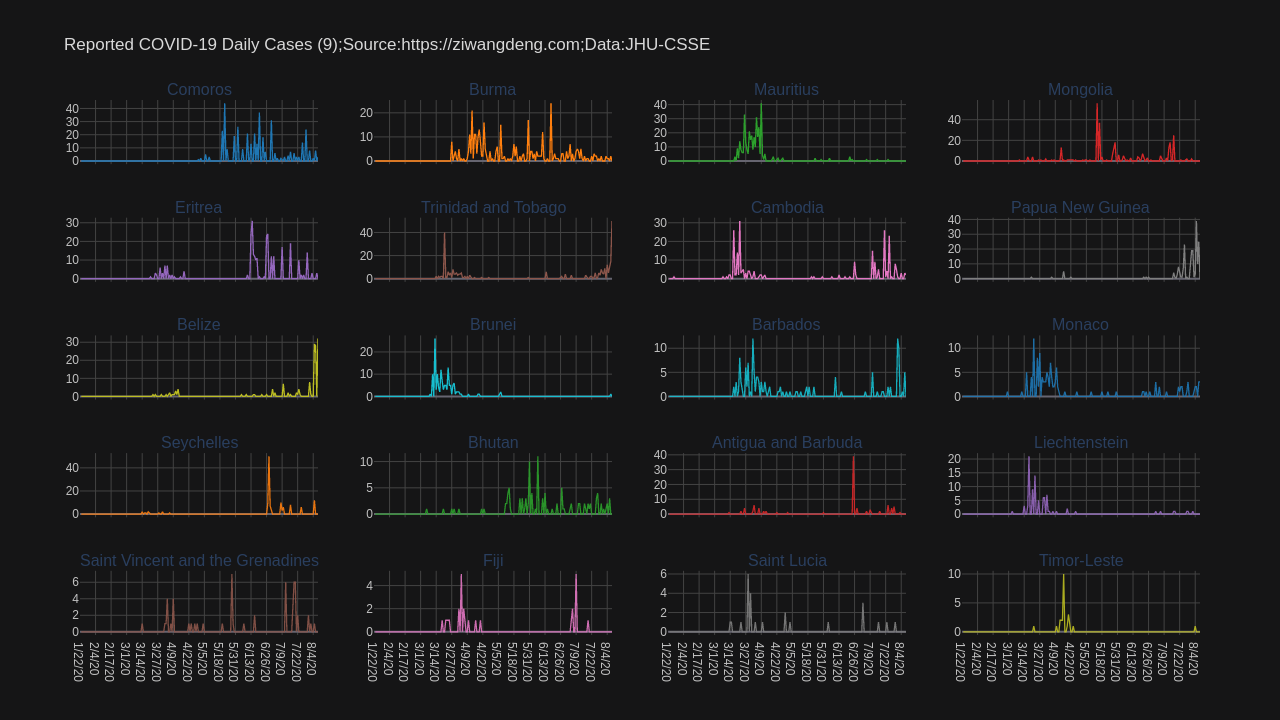 Reported COVID-19 Daily Cases (9);Source:https://ziwangdeng.com;Data:JHU-CSSE
Comoros Burma Mauritius Mongolia
40 30 20 10 0
20 10 0
40 30 20 10 0
40 20 0
Eritrea Trinidad and Tobago Cambodia Papua New Guinea
30 20 10 0
40 20 0
30 20 10 0
40 30 20 10 0
Belize Brunei Barbados Monaco
30 20 10 0
20 10 0
10 5 0
10 5 0
Seychelles Bhutan Antigua and Barbuda Liechtenstein
40 20 0
10 5 0
40 30 20 10 0
20 15 10 5 0
Saint Vincent and the Grenadines Fiji Saint Lucia Timor-Leste
6 4 2 0
4 2 0
6 4 2 0
10 5 0
1/22/20 2/4/20 2/17/20 3/1/20 3/14/20 3/27/20 4/9/20 4/22/20 5/5/20 5/18/20 5/31/20 6/13/20 6/26/20 7/9/20 7/22/20 8/4/20
1/22/20 2/4/20 2/17/20 3/1/20 3/14/20 3/27/20 4/9/20 4/22/20 5/5/20 5/18/20 5/31/20 6/13/20 6/26/20 7/9/20 7/22/20 8/4/20
1/22/20 2/4/20 2/17/20 3/1/20 3/14/20 3/27/20 4/9/20 4/22/20 5/5/20 5/18/20 5/31/20 6/13/20 6/26/20 7/9/20 7/22/20 8/4/20
1/22/20 2/4/20 2/17/20 3/1/20 3/14/20 3/27/20 4/9/20 4/22/20 5/5/20 5/18/20 5/31/20 6/13/20 6/26/20 7/9/20 7/22/20 8/4/20